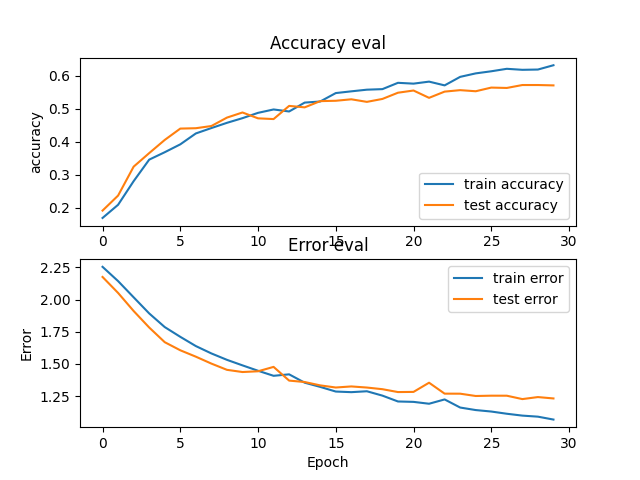 Accuracy eval
accuracy
0.6
0.5
0.4
0.3
0.2
train accuracy
test accuracy
0 5 10 15 20 25 30
Error eval
Error
2.25
2.00
1.75
1.50
1.25
train error
test error
0 5 10 15 20 25 30
Epoch